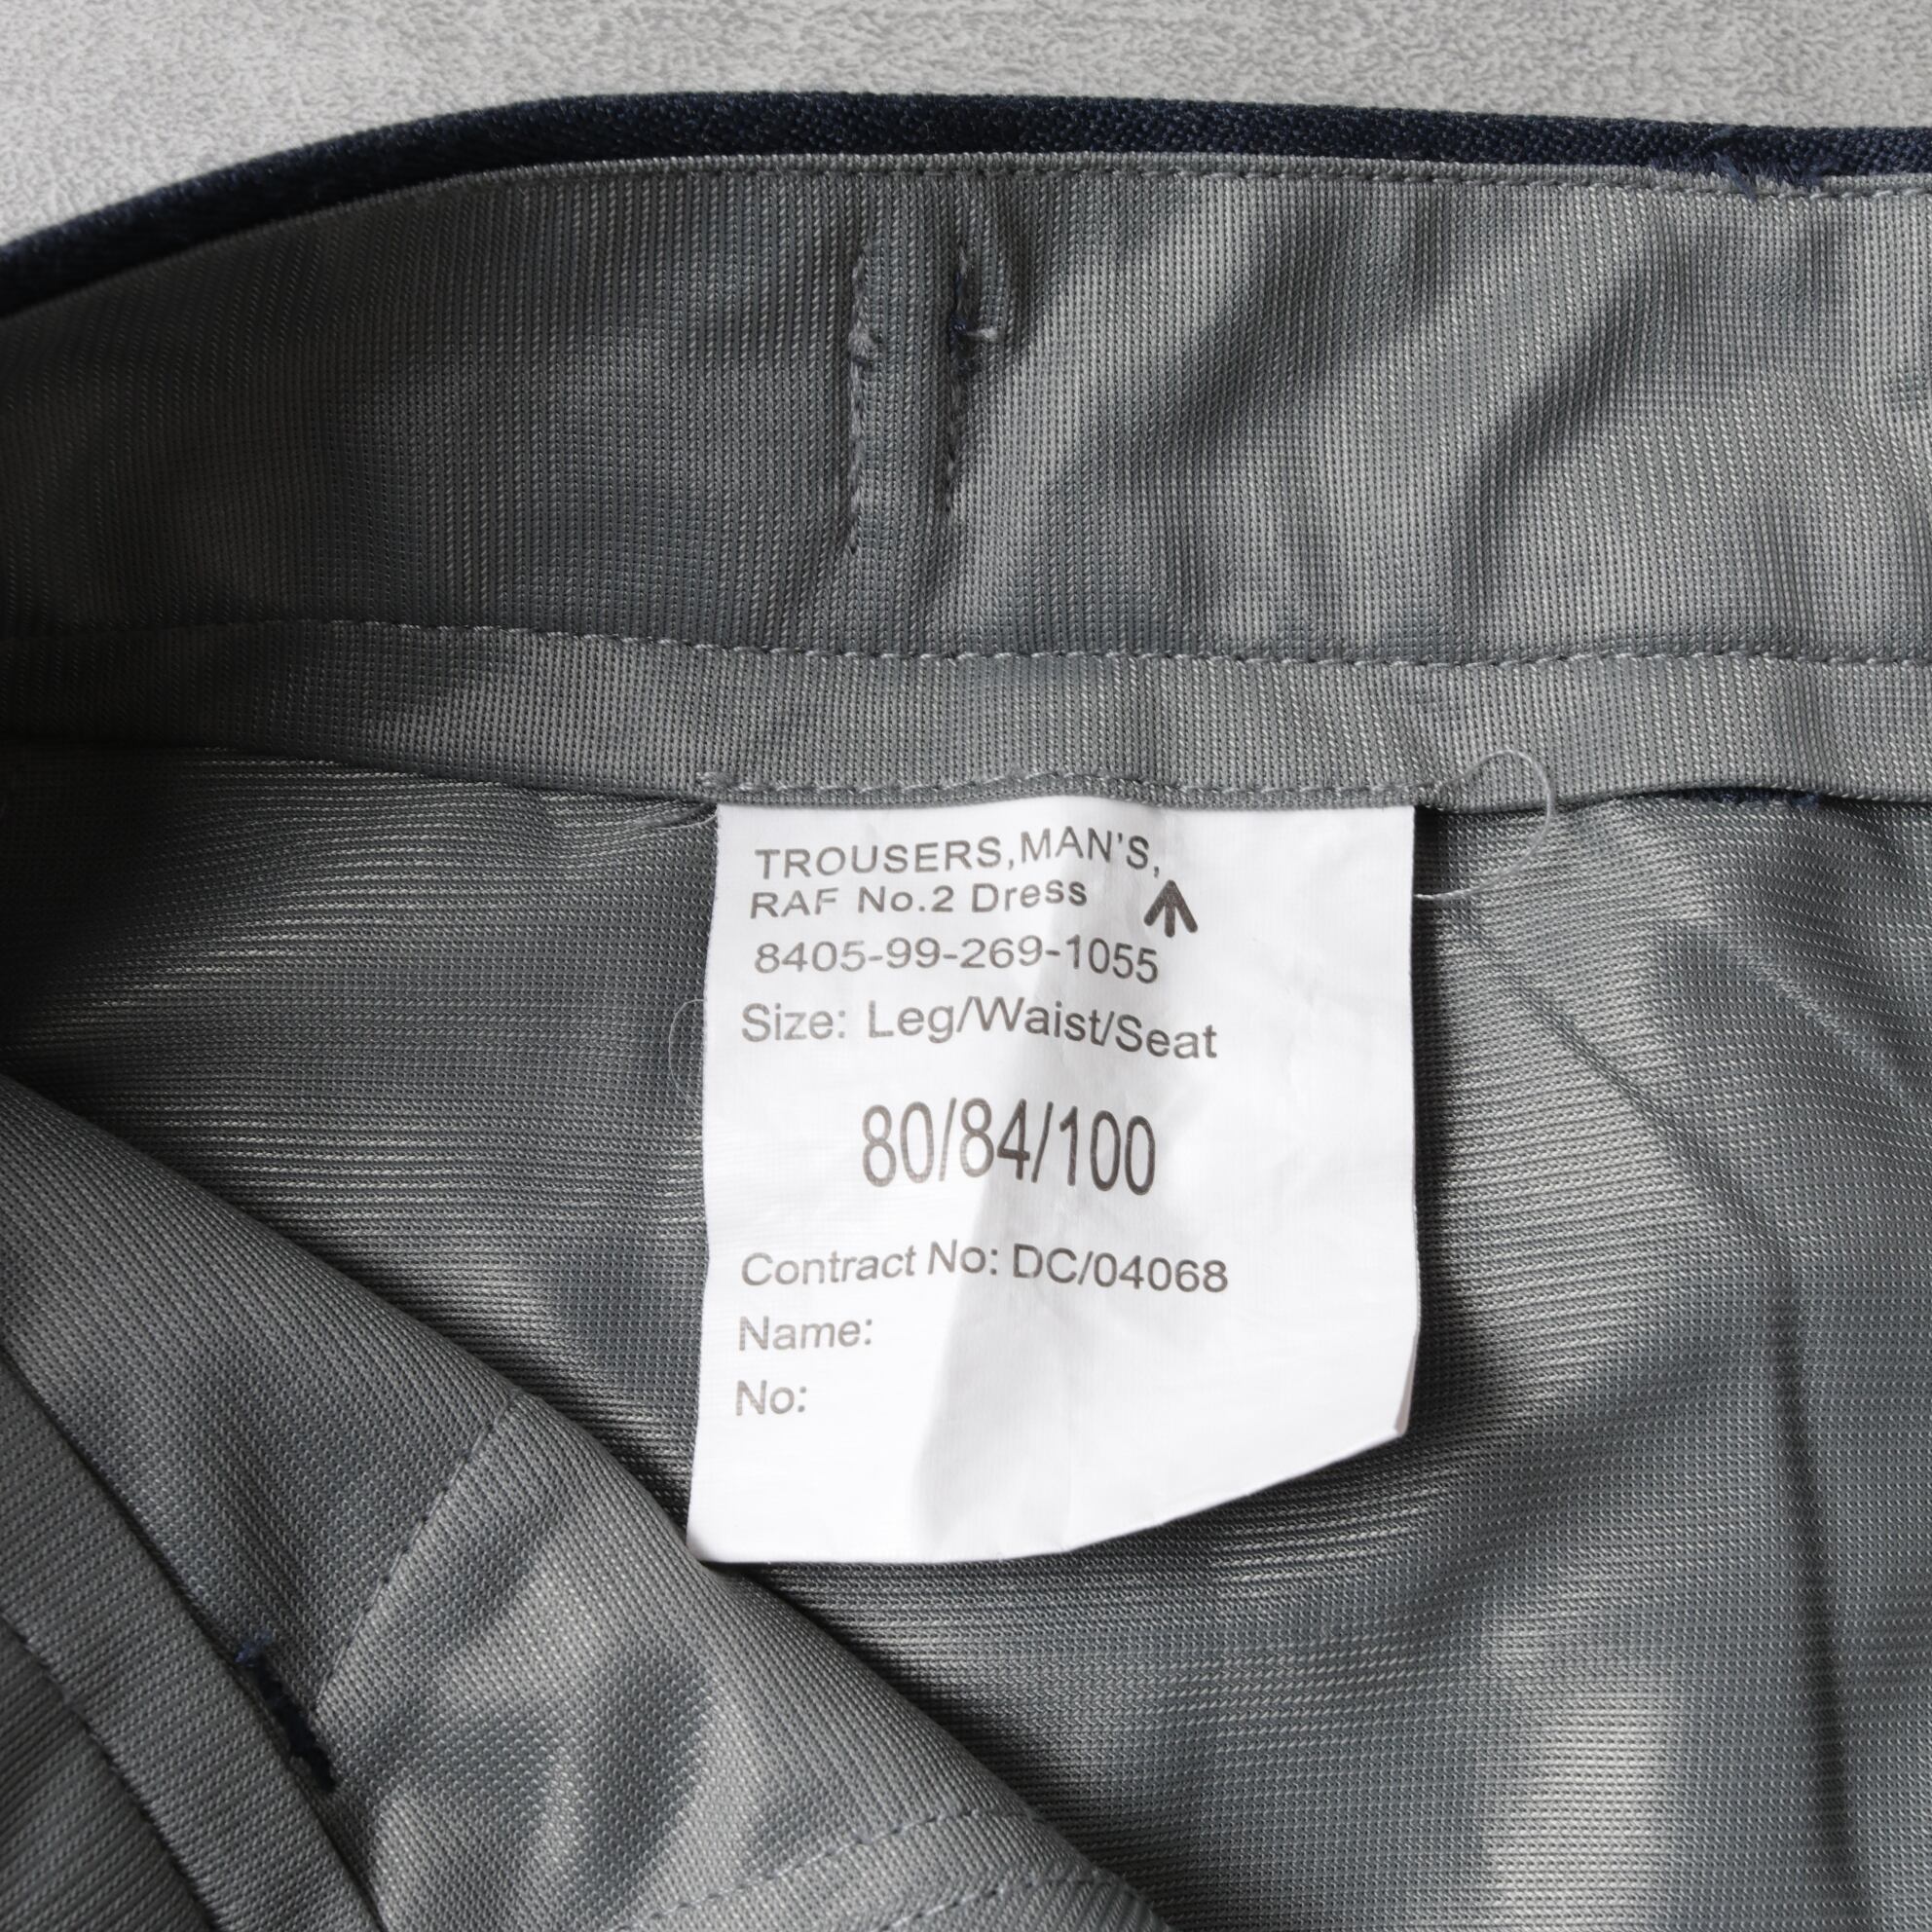 TROUSERS,MAN'S,
RAF No.2 Dress
8405-99-269-1055
Size: Leg/Waist/Seat
80/84/100
Contract No: DC/04068
Name:
No: